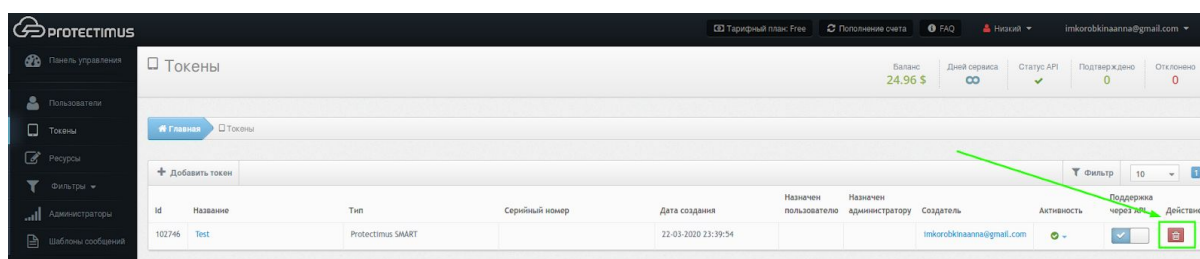 PROTECTIMUS
Тарифный план: Free
Пополнение счета
FAQ
Низкий
imkorobkinaanna@gmail.com
Панель управления
Пользователи
Токены
Ресурсы
Фильтры
Администраторы
Шаблоны сообщений
Токены
Баланс
24.96 $
Дней сервиса
∞
Статус API
Подтверждено
0
Отклонено
0
Главная
Токены
Добавить токен
Фильтр
10
1
Id
Название
Тип
Серийный номер
Дата создания
Назначен
пользователю
Назначен
администратору
Создатель
Активность
Поддержка
через API
Действие
102746
Test
Protectimus SMART
22-03-2020 23:39:54
imkorobkinaanna@gmail.com